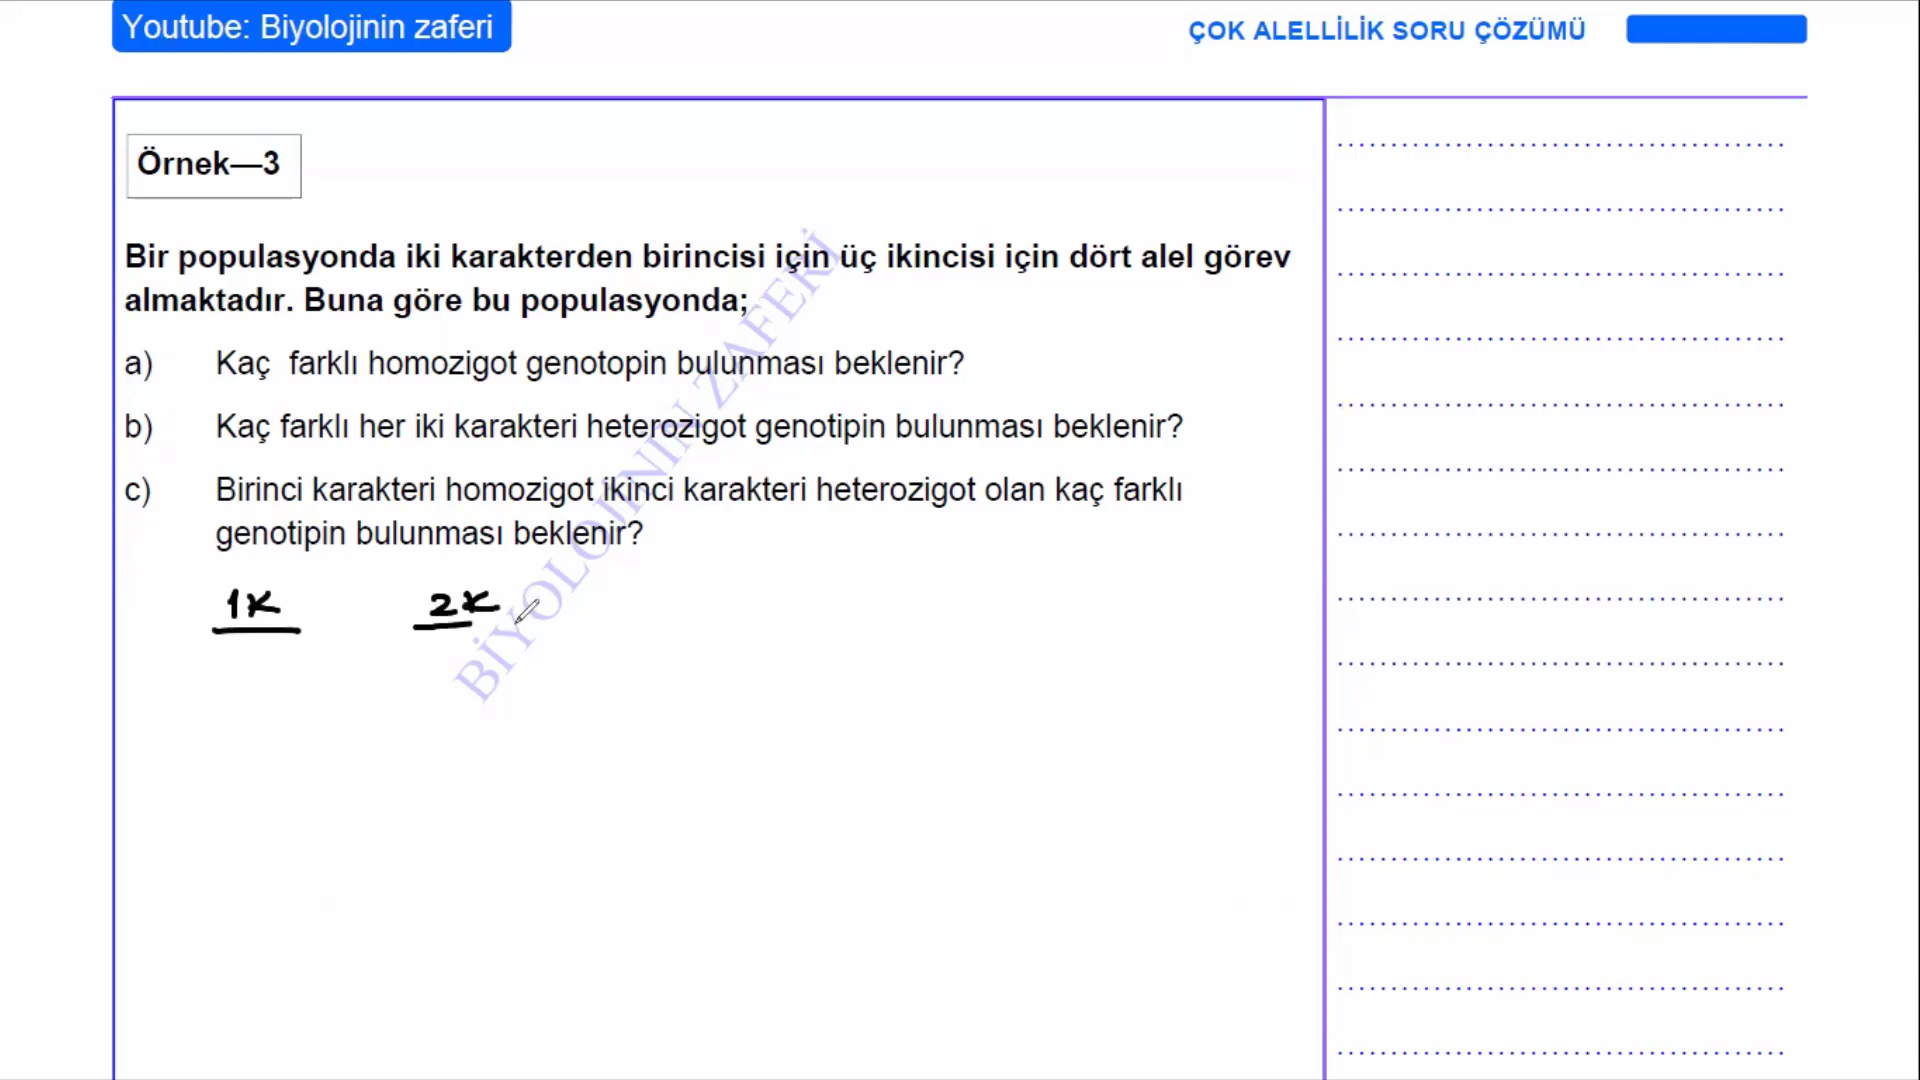 Youtube: Biyolojinin zaferi
ÇOK ALELLİLİK SORU ÇÖZÜMÜ
Örnek—3
Bir populasyonda iki karakterden birincisi için üç ikincisi için dört alel görev
almaktadır. Buna göre bu populasyonda;
a) Kaç farklı homozigot genotopin bulunması beklenir?
b) Kaç farklı her iki karakteri heterozigot genotipin bulunması beklenir?
c) Birinci karakteri homozigot ikinci karakteri heterozigot olan kaç farklı
genotipin bulunması beklenir?
1K 2K
BİYOLOJİNİN ZAFERİ